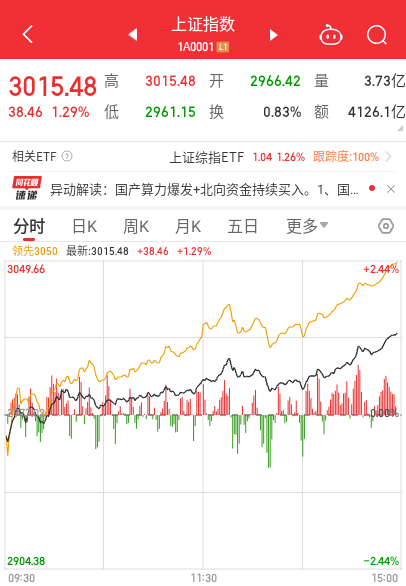 上证指数
1A0001 L1
3015.48 高 3015.48 开 2966.42 量 3.73亿
38.46 1.29% 低 2961.15 换 0.83% 额 4126.1亿
相关ETF ? 上证综指ETF 1.04 1.26% 跟踪度:100%
同花顺
速递
异动解读：国产算力爆发+北向资金持续买入。1、国...
分时 日K 周K 月K 五日 更多
领先3050 最新:3015.48 +38.46 +1.29%
3049.66 +2.44%
0.00%
2904.38 -2.44%
09:30 11:30 15:00